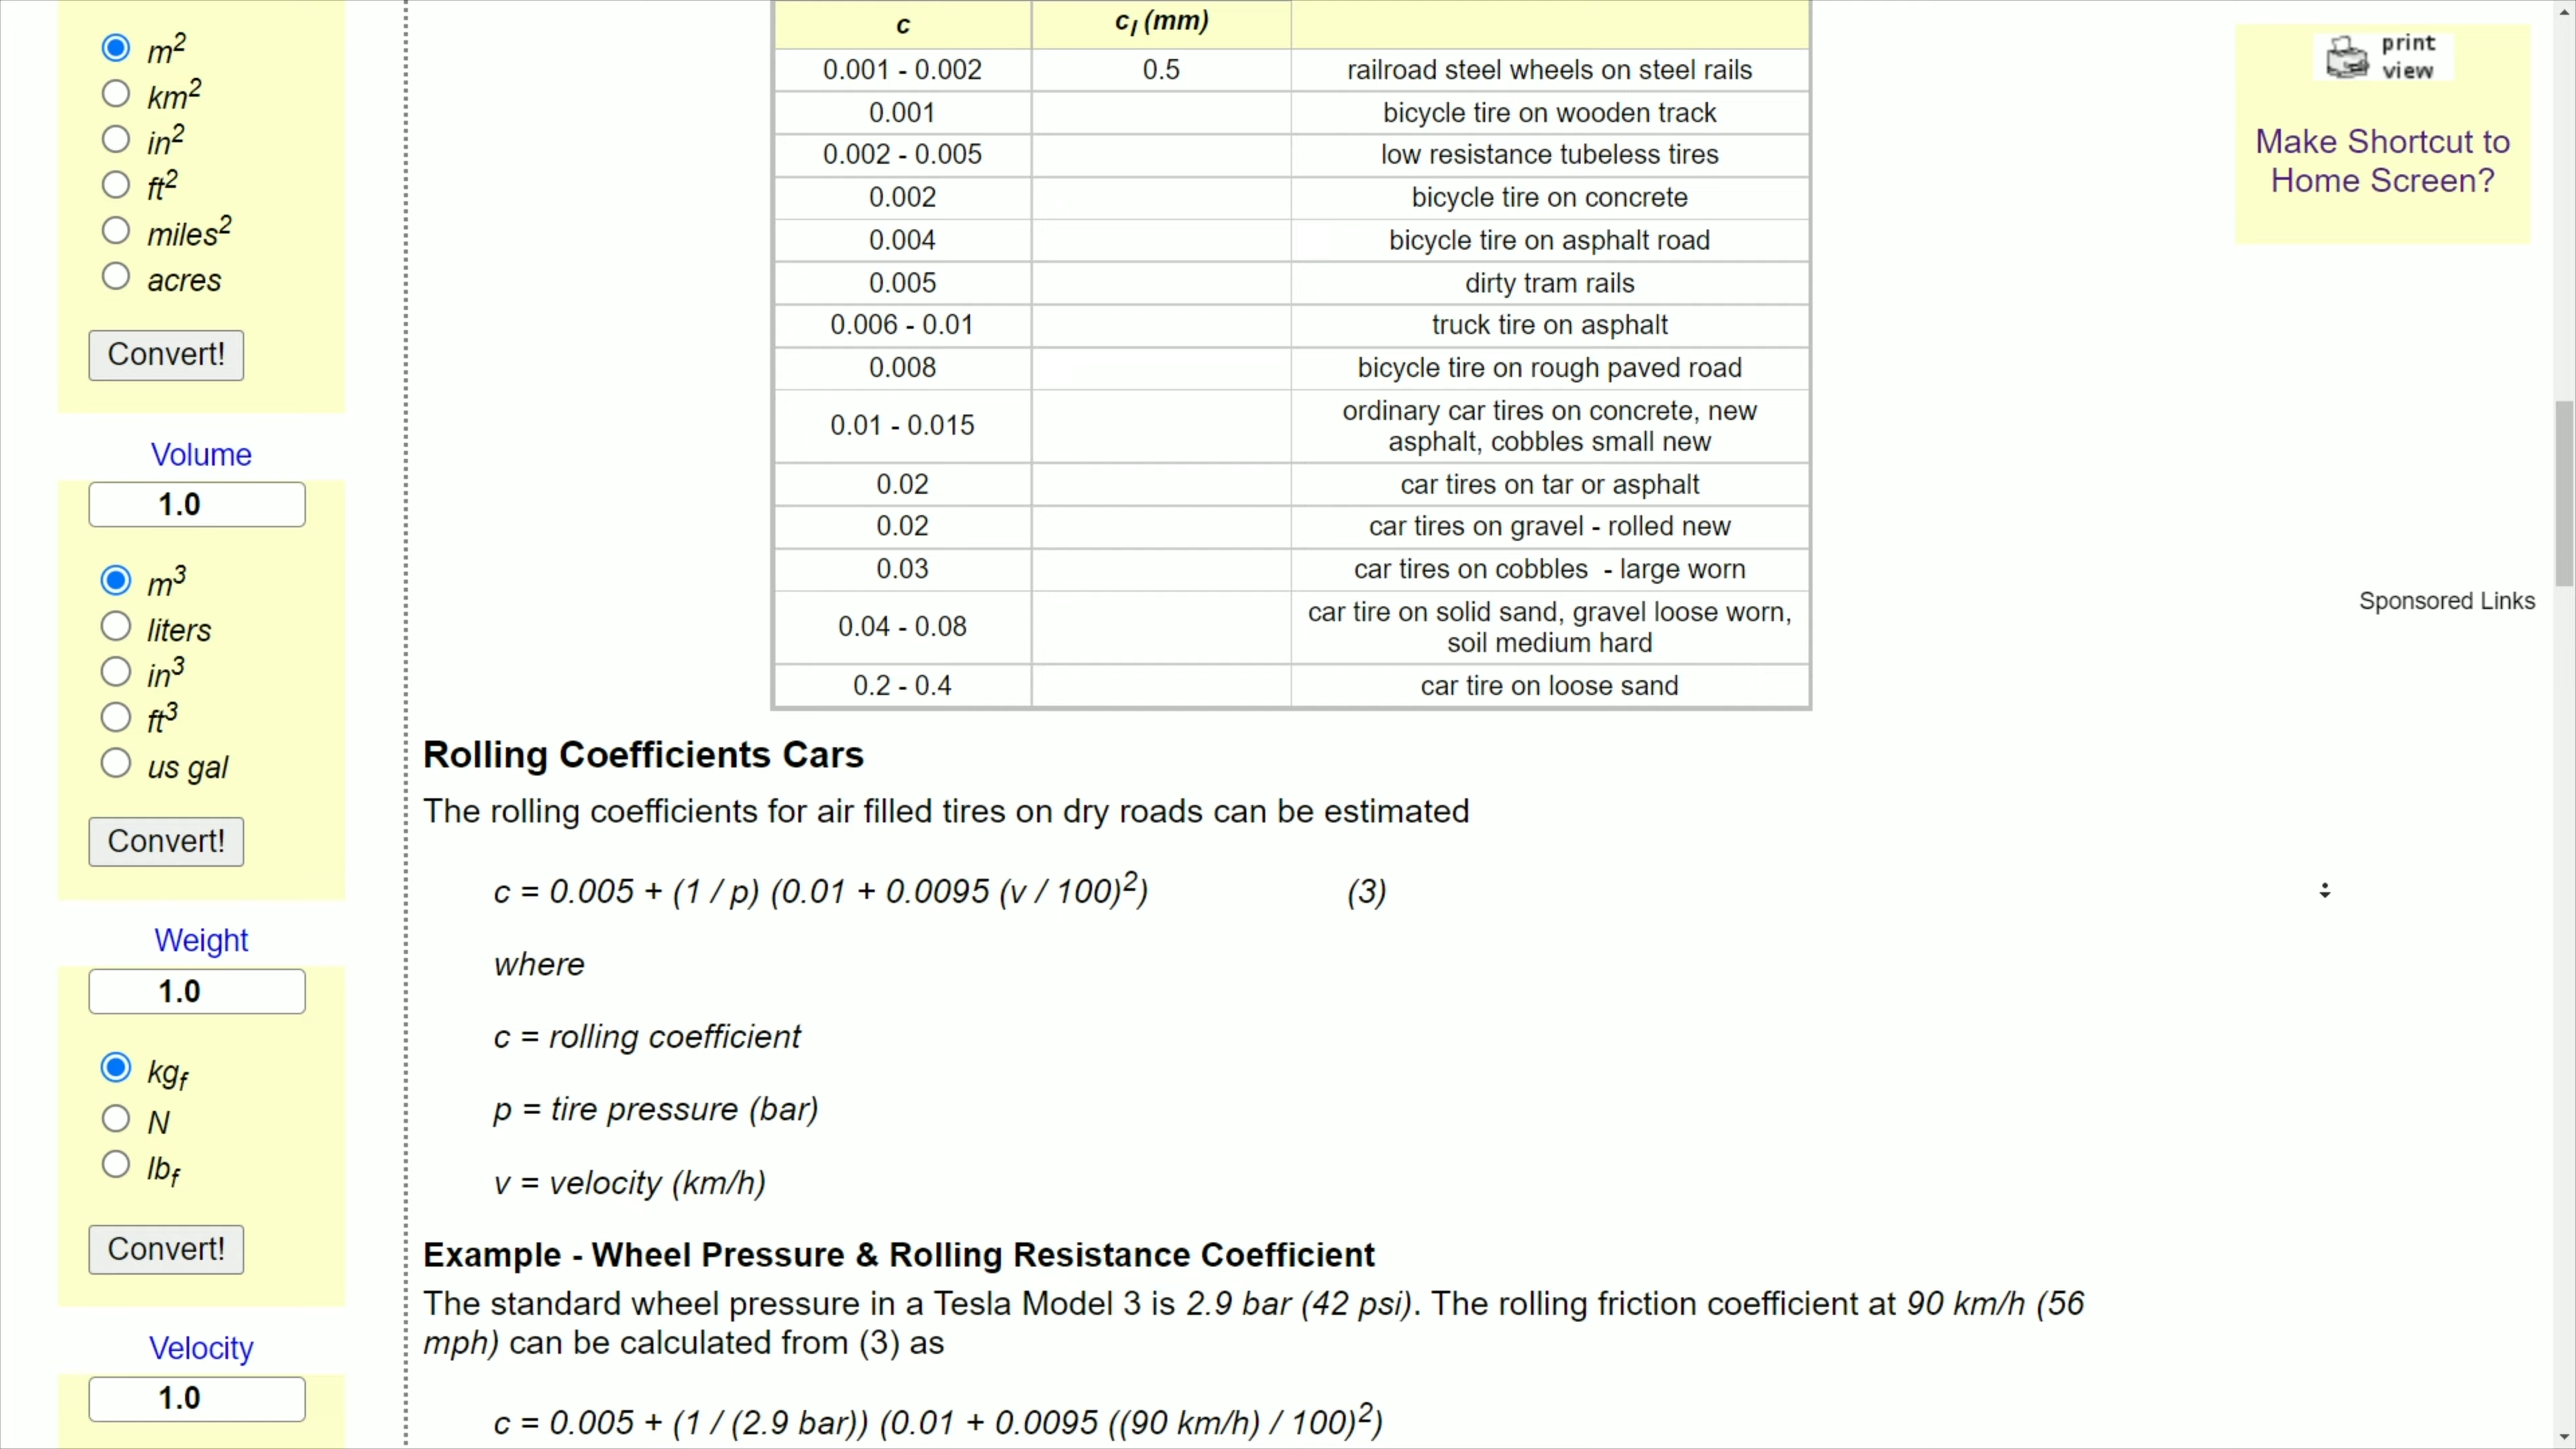 m²
km²
in²
ft²
miles²
acres
Convert!
Volume
1.0
m³
liters
in³
ft³
us gal
Convert!
Weight
1.0
kgf
N
lbf
Convert!
Velocity
1.0
c cl (mm)
0.001 - 0.002 0.5 railroad steel wheels on steel rails
0.001 bicycle tire on wooden track
0.002 - 0.005 low resistance tubeless tires
0.002 bicycle tire on concrete
0.004 bicycle tire on asphalt road
0.005 dirty tram rails
0.006 - 0.01 truck tire on asphalt
0.008 bicycle tire on rough paved road
0.01 - 0.015 ordinary car tires on concrete, new
asphalt, cobbles small new
0.02 car tires on tar or asphalt
0.02 car tires on gravel - rolled new
0.03 car tires on cobbles - large worn
0.04 - 0.08 car tire on solid sand, gravel loose worn,
soil medium hard
0.2 - 0.4 car tire on loose sand
Rolling Coefficients Cars
The rolling coefficients for air filled tires on dry roads can be estimated
c = 0.005 + (1 / p) (0.01 + 0.0095 (v / 100)²) (3)
where
c = rolling coefficient
p = tire pressure (bar)
v = velocity (km/h)
Example - Wheel Pressure & Rolling Resistance Coefficient
The standard wheel pressure in a Tesla Model 3 is 2.9 bar (42 psi). The rolling friction coefficient at 90 km/h (56
mph) can be calculated from (3) as
c = 0.005 + (1 / (2.9 bar)) (0.01 + 0.0095 ((90 km/h) / 100)²)
print
view
Make Shortcut to
Home Screen?
Sponsored Links